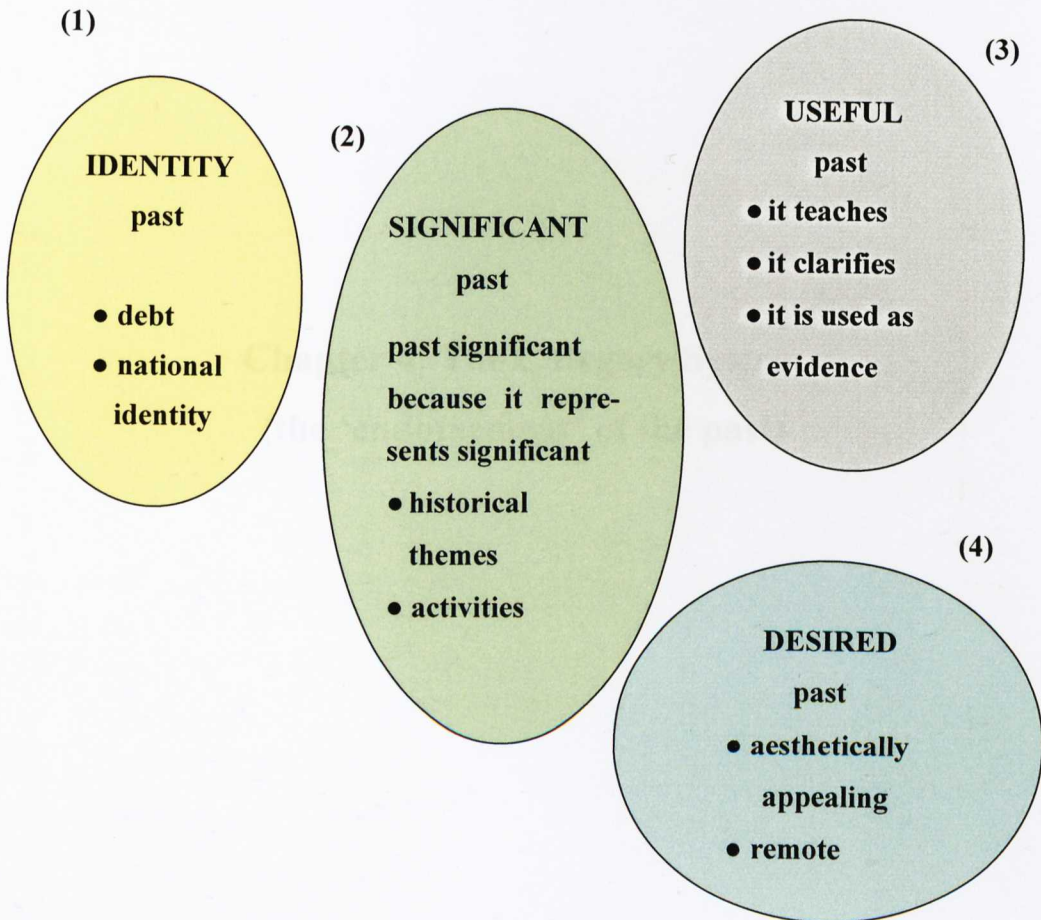 (1)
IDENTITY
past
● debt
● national
identity
(2)
SIGNIFICANT
past
past significant
because it repre-
sents significant
● historical
themes
● activities
(3)
USEFUL
past
● it teaches
● it clarifies
● it is used as
evidence
(4)
DESIRED
past
● aesthetically
appealing
● remote